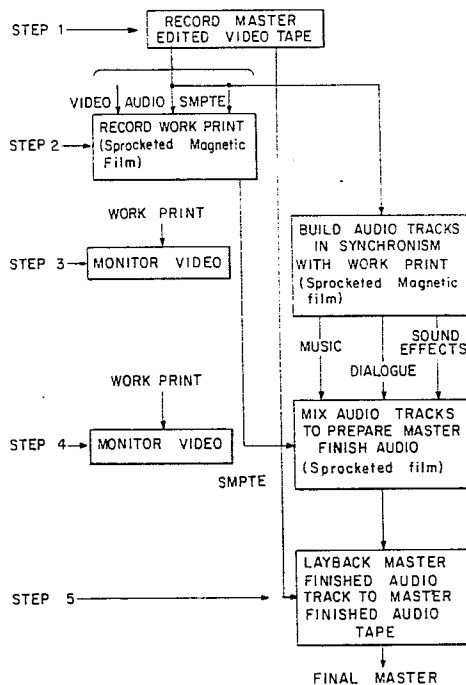 STEP 1
RECORD MASTER
EDITED VIDEO TAPE
VIDEO AUDIO SMPTE
STEP 2
RECORD WORK PRINT
(Sprocketed Magnetic
Film)
WORK PRINT
STEP 3
MONITOR VIDEO
BUILD AUDIO TRACKS
IN SYNCHRONISM
WITH WORK PRINT
(Sprocketed Magnetic
film)
MUSIC
DIALOGUE
SOUND
EFFECTS
WORK PRINT
STEP 4
MONITOR VIDEO
SMPTE
MIX AUDIO TRACKS
TO PREPARE MASTER
FINISH AUDIO
(Sprocketed film)
STEP 5
LAYBACK MASTER
FINISHED AUDIO
TRACK TO MASTER
FINISHED AUDIO
TAPE
FINAL MASTER